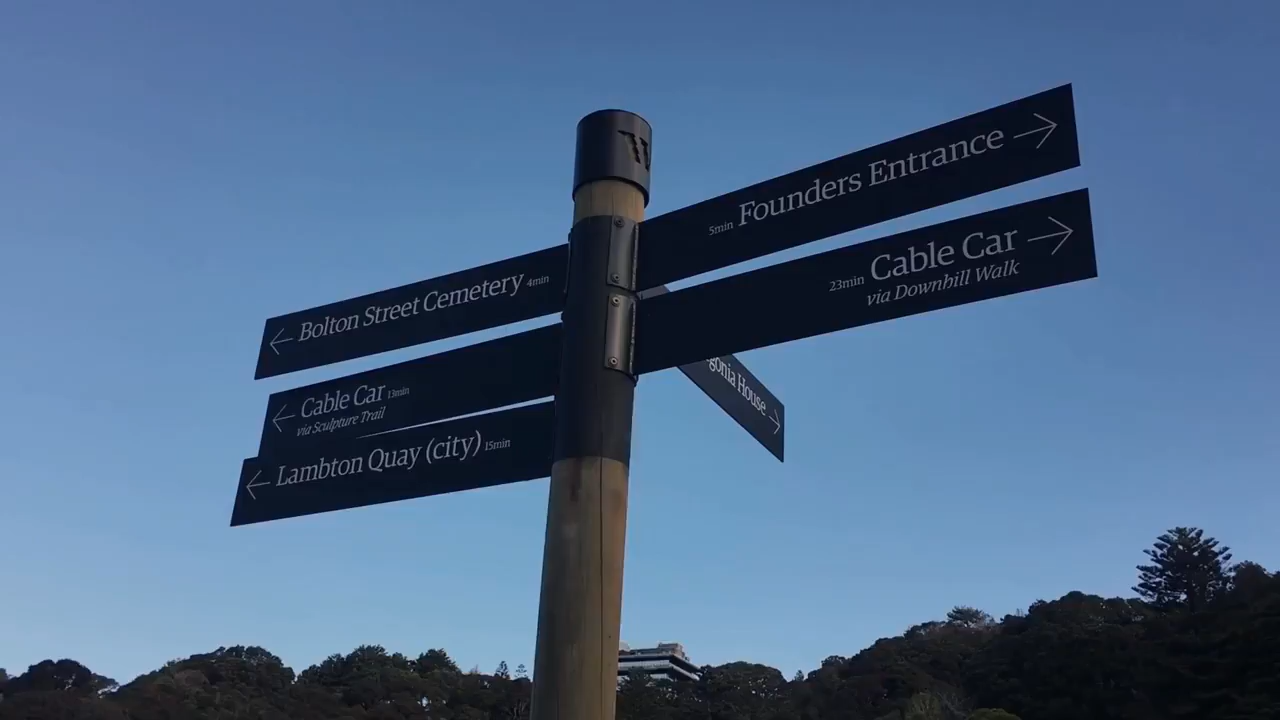 5min Founders Entrance →
23min Cable Car →
via Downhill Walk
← Bolton Street Cemetery 4min
← Cable Car 13min
via Sculpture Trail
← Lambton Quay (city) 15min
House →